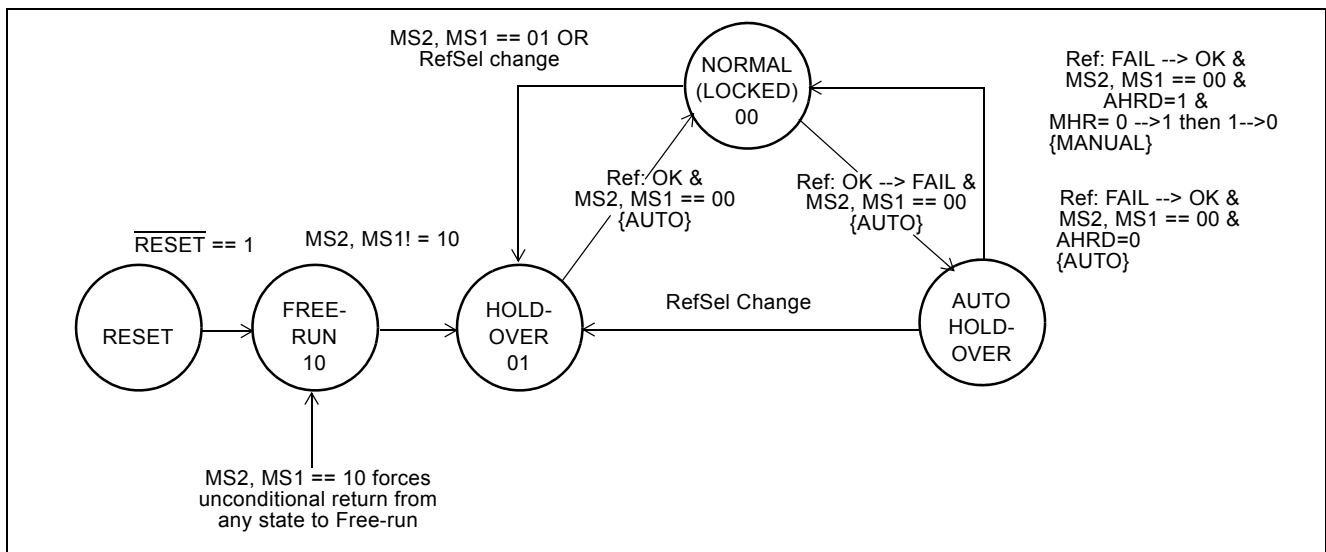 MS2, MS1 == 01 OR
RefSel change
NORMAL
(LOCKED)
00
Ref: FAIL --> OK &
MS2, MS1 == 00 &
AHRD=1 &
MHR= 0 -->1 then 1-->0
{MANUAL}
Ref: OK &
MS2, MS1 == 00
{AUTO}
Ref: OK --> FAIL &
MS2, MS1 == 00
{AUTO}
Ref: FAIL --> OK &
MS2, MS1 == 00 &
AHRD=0
{AUTO}
RESET == 1
MS2, MS1! = 10
RESET
FREE-
RUN
10
HOLD-
OVER
01
RefSel Change
AUTO
HOLD-
OVER
MS2, MS1 == 10 forces
unconditional return from
any state to Free-run